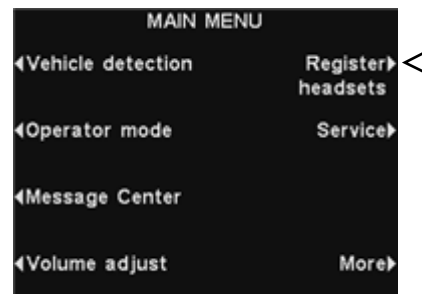 MAIN MENU
Vehicle detection
Register
headsets
Operator mode
Service
Message Center
Volume adjust
More